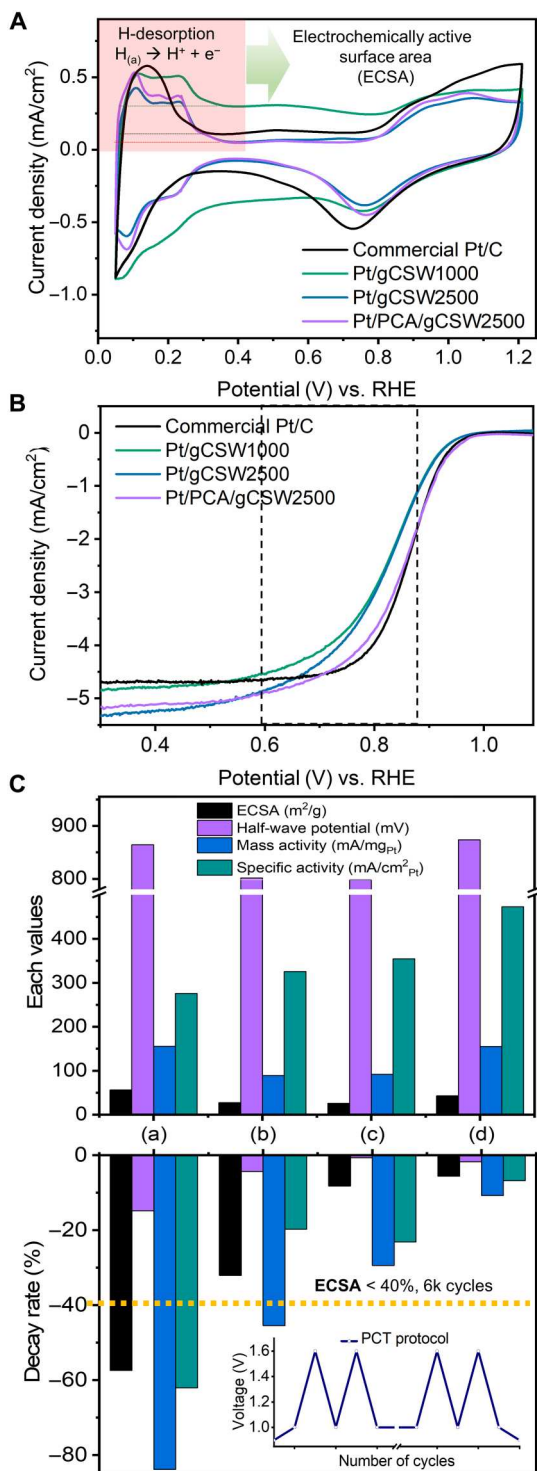 A
H-desorption
H(a) → H⁺ + e⁻
Electrochemically active
surface area
(ECSA)
0.5
0.0
−0.5
−1.0
Current density (mA/cm²)
Commercial Pt/C
Pt/gCSW1000
Pt/gCSW2500
Pt/PCA/gCSW2500
0.0 0.2 0.4 0.6 0.8 1.0 1.2
Potential (V) vs. RHE
B
Commercial Pt/C
Pt/gCSW1000
Pt/gCSW2500
Pt/PCA/gCSW2500
0
−1
−2
−3
−4
−5
Current density (mA/cm²)
0.4 0.6 0.8 1.0
Potential (V) vs. RHE
C
ECSA (m²/g)
Half-wave potential (mV)
Mass activity (mA/mgPt)
Specific activity (mA/cm²Pt)
900
800
400
300
200
100
0
Each values
(a) (b) (c) (d)
0
−20
−40
−60
−80
Decay rate (%)
ECSA < 40%, 6k cycles
PCT protocol
1.6
1.4
1.2
1.0
Voltage (V)
Number of cycles